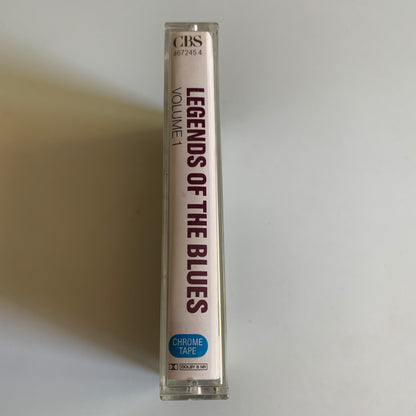 CBS
467245 4
LEGENDS OF THE BLUES
VOLUME 1
CHROME
TAPE
DOLBY B NR